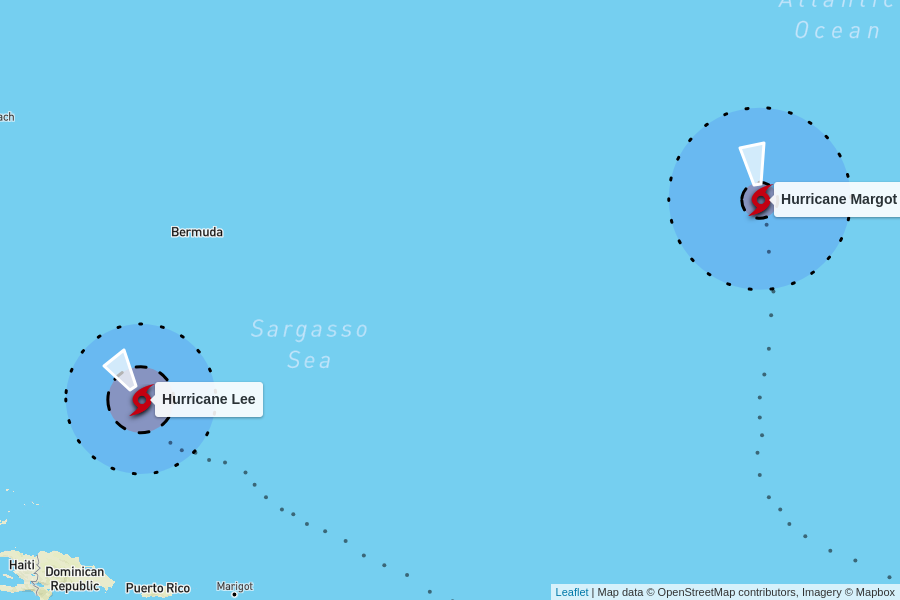 Atlantic
Ocean
ach
Hurricane Margot
Bermuda
Sargasso
Sea
Hurricane Lee
Haiti
Dominican
Republic
Puerto Rico
Marigot
Leaflet | Map data © OpenStreetMap contributors, Imagery © Mapbox